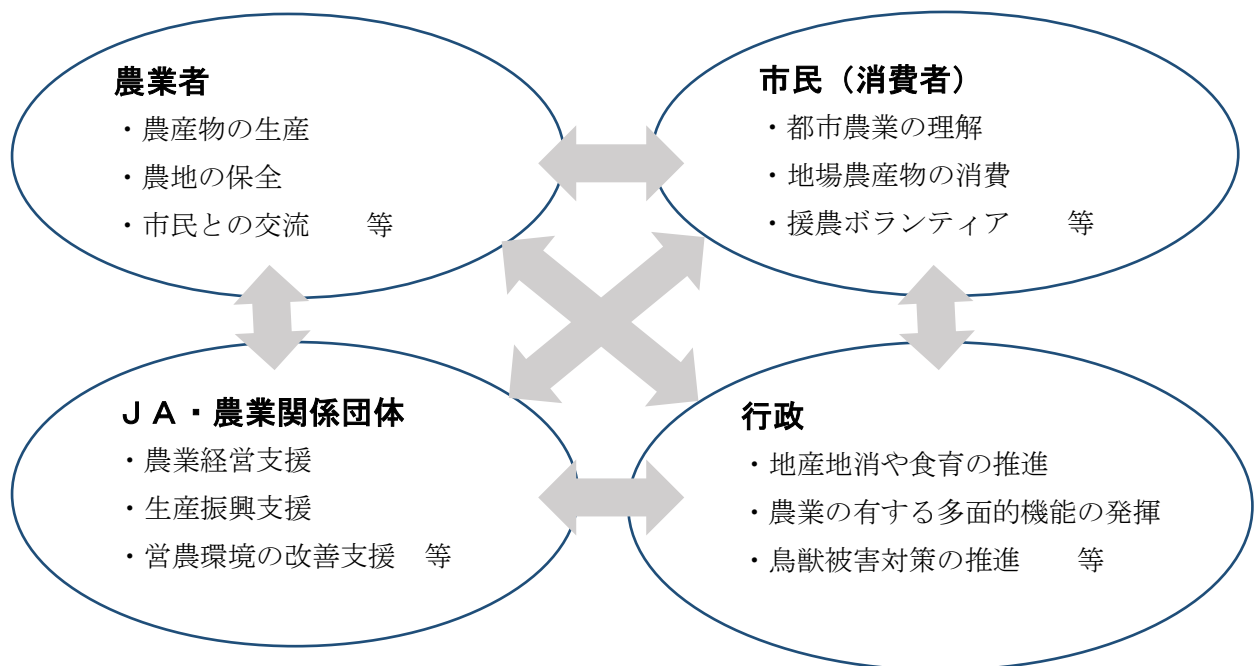 農業者
・農産物の生産
・農地の保全
・市民との交流　　等
市民（消費者）
・都市農業の理解
・地場農産物の消費
・援農ボランティア　　等
ＪＡ・農業関係団体
・農業経営支援
・生産振興支援
・営農環境の改善支援　等
行政
・地産地消や食育の推進
・農業の有する多面的機能の発揮
・鳥獣被害対策の推進　　等